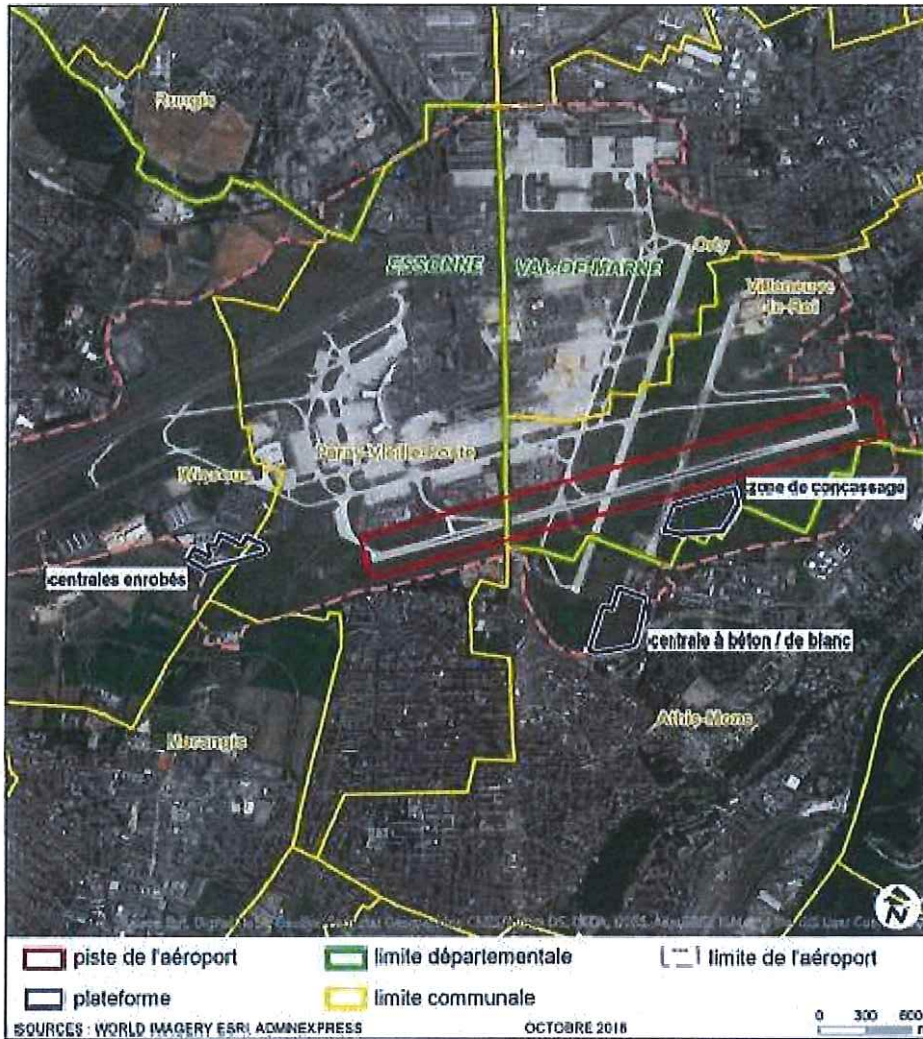 Rungis
ESSONNE
VAL-DE-MARNE
Orly
Villeneuve
-le-Roi
Paray-Vieille-Poste
Wissous
zone de concassage
centrales enrobés
centrale à béton / de blanc
Athis-Mons
Morangis
N
piste de l'aéroport
limite départementale
limite de l'aéroport
plateforme
limite communale
SOURCES : WORLD IMAGERY ESRI, ADMINEXPRESS
OCTOBRE 2018
0 300 600
m